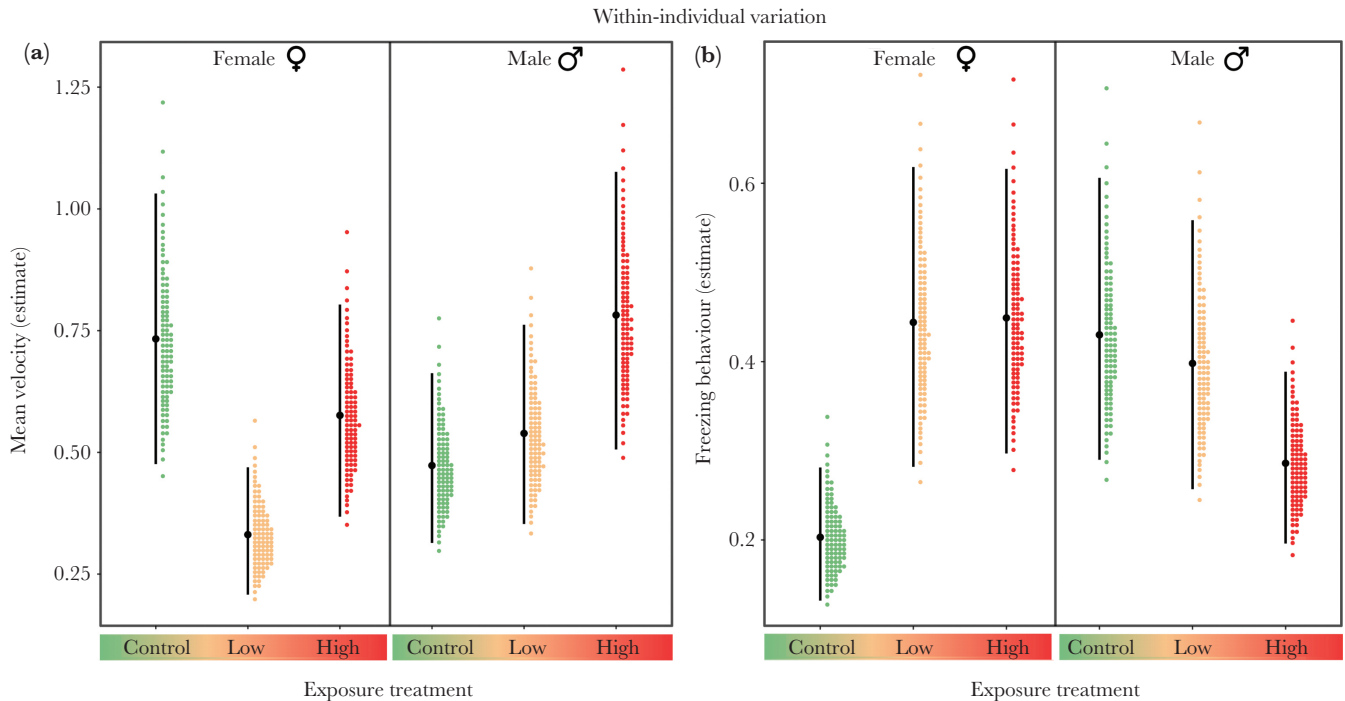 Within-individual variation
(a)
Female ♀
Male ♂
1.25
1.00
0.75
0.50
0.25
Mean velocity (estimate)
Control Low High Control Low High
Exposure treatment
(b)
Female ♀
Male ♂
0.6
0.4
0.2
Freezing behaviour (estimate)
Control Low High Control Low High
Exposure treatment